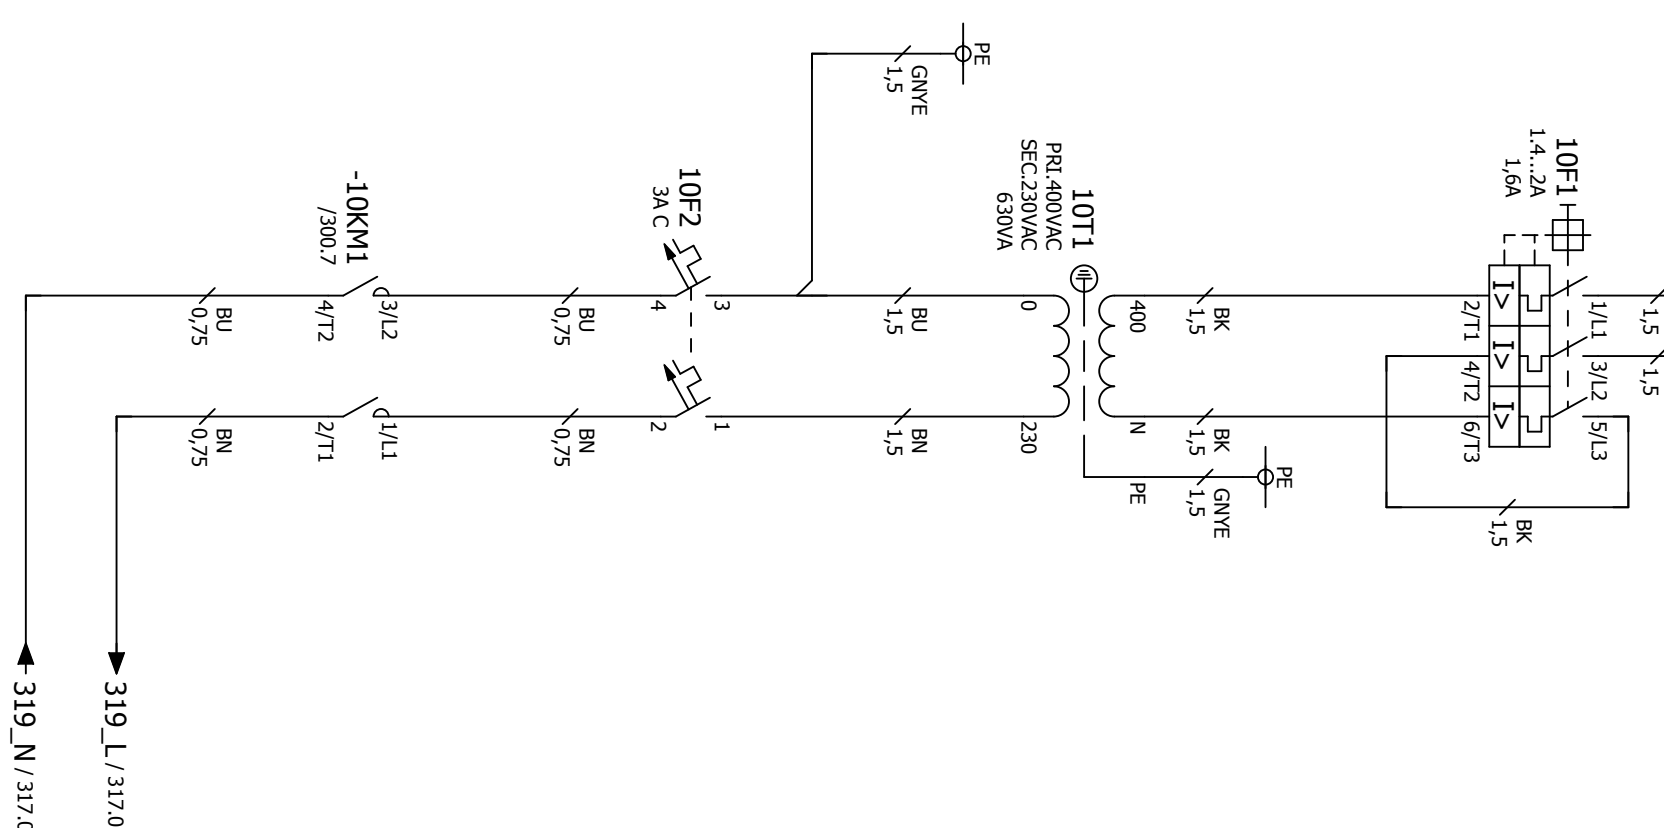 1,5
1,5
10F1
1.4...2A
1,6A
1/L1
3/L2
5/L3
I>
I>
I>
2/T1
4/T2
6/T3
BK
1,5
BK
1,5
BK
1,5
PE
GNYE
1,5
PE
400
N
10T1
PRI.400VAC
SEC.230VAC
630VA
0
230
PE
GNYE
1,5
BU
1,5
BN
1,5
10F2
3A C
3
1
4
2
BU
0,75
BN
0,75
-10KM1
/300.7
3/L2
1/L1
4/T2
2/T1
BU
0,75
BN
0,75
319_L / 317.0
319_N / 317.0